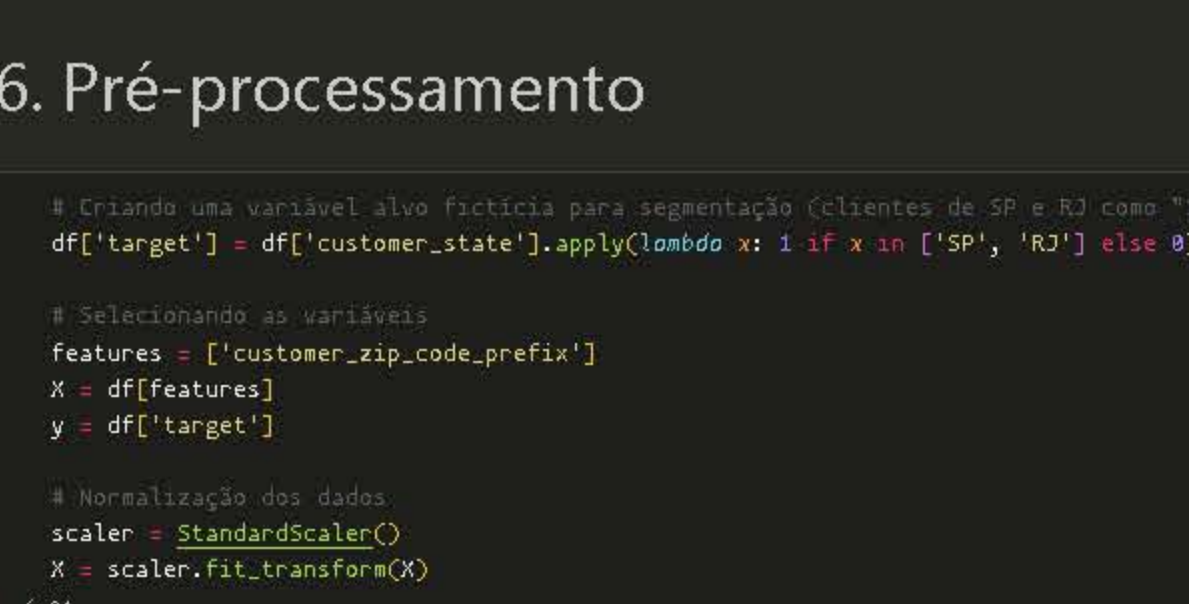 6. Pré-processamento
# Criando uma variável alvo fictícia para segmentação (clientes de SP e RJ como "
df['target'] = df['customer_state'].apply(lambda x: 1 if x in ['SP', 'RJ'] else 0)
# Selecionando as variáveis
features = ['customer_zip_code_prefix']
X = df[features]
y = df['target']
# Normalização dos dados
scaler = StandardScaler()
X = scaler.fit_transform(X)